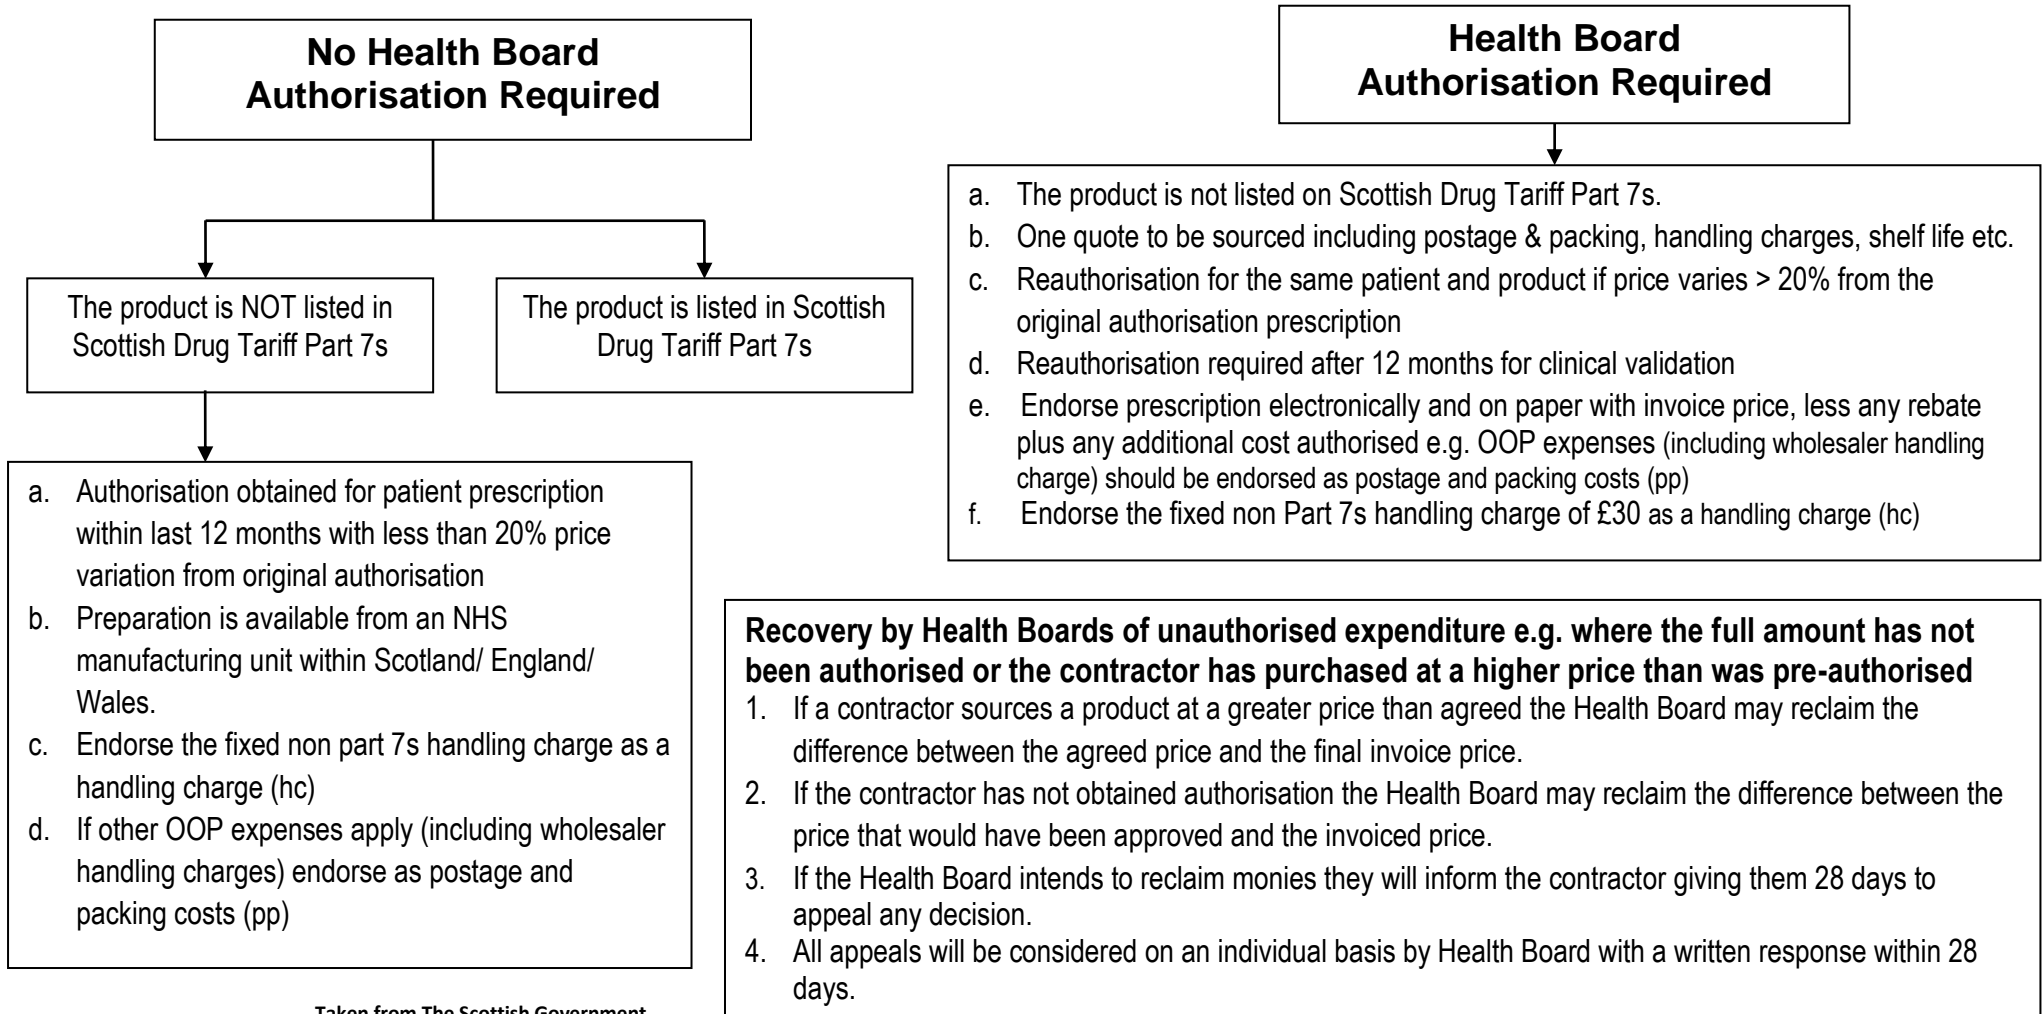 No Health Board
Authorisation Required
The product is NOT listed in
Scottish Drug Tariff Part 7s
The product is listed in Scottish
Drug Tariff Part 7s
a. Authorisation obtained for patient prescription
within last 12 months with less than 20% price
variation from original authorisation
b. Preparation is available from an NHS
manufacturing unit within Scotland/ England/
Wales.
c. Endorse the fixed non part 7s handling charge as a
handling charge (hc)
d. If other OOP expenses apply (including wholesaler
handling charges) endorse as postage and
packing costs (pp)
Health Board
Authorisation Required
a. The product is not listed on Scottish Drug Tariff Part 7s.
b. One quote to be sourced including postage & packing, handling charges, shelf life etc.
c. Reauthorisation for the same patient and product if price varies > 20% from the
original authorisation prescription
d. Reauthorisation required after 12 months for clinical validation
e. Endorse prescription electronically and on paper with invoice price, less any rebate
plus any additional cost authorised e.g. OOP expenses (including wholesaler handling
charge) should be endorsed as postage and packing costs (pp)
f. Endorse the fixed non Part 7s handling charge of £30 as a handling charge (hc)
Recovery by Health Boards of unauthorised expenditure e.g. where the full amount has not
been authorised or the contractor has purchased at a higher price than was pre-authorised
1. If a contractor sources a product at a greater price than agreed the Health Board may reclaim the
difference between the agreed price and the final invoice price.
2. If the contractor has not obtained authorisation the Health Board may reclaim the difference between the
price that would have been approved and the invoiced price.
3. If the Health Board intends to reclaim monies they will inform the contractor giving them 28 days to
appeal any decision.
4. All appeals will be considered on an individual basis by Health Board with a written response within 28
days.
Taken from The Scottish Government